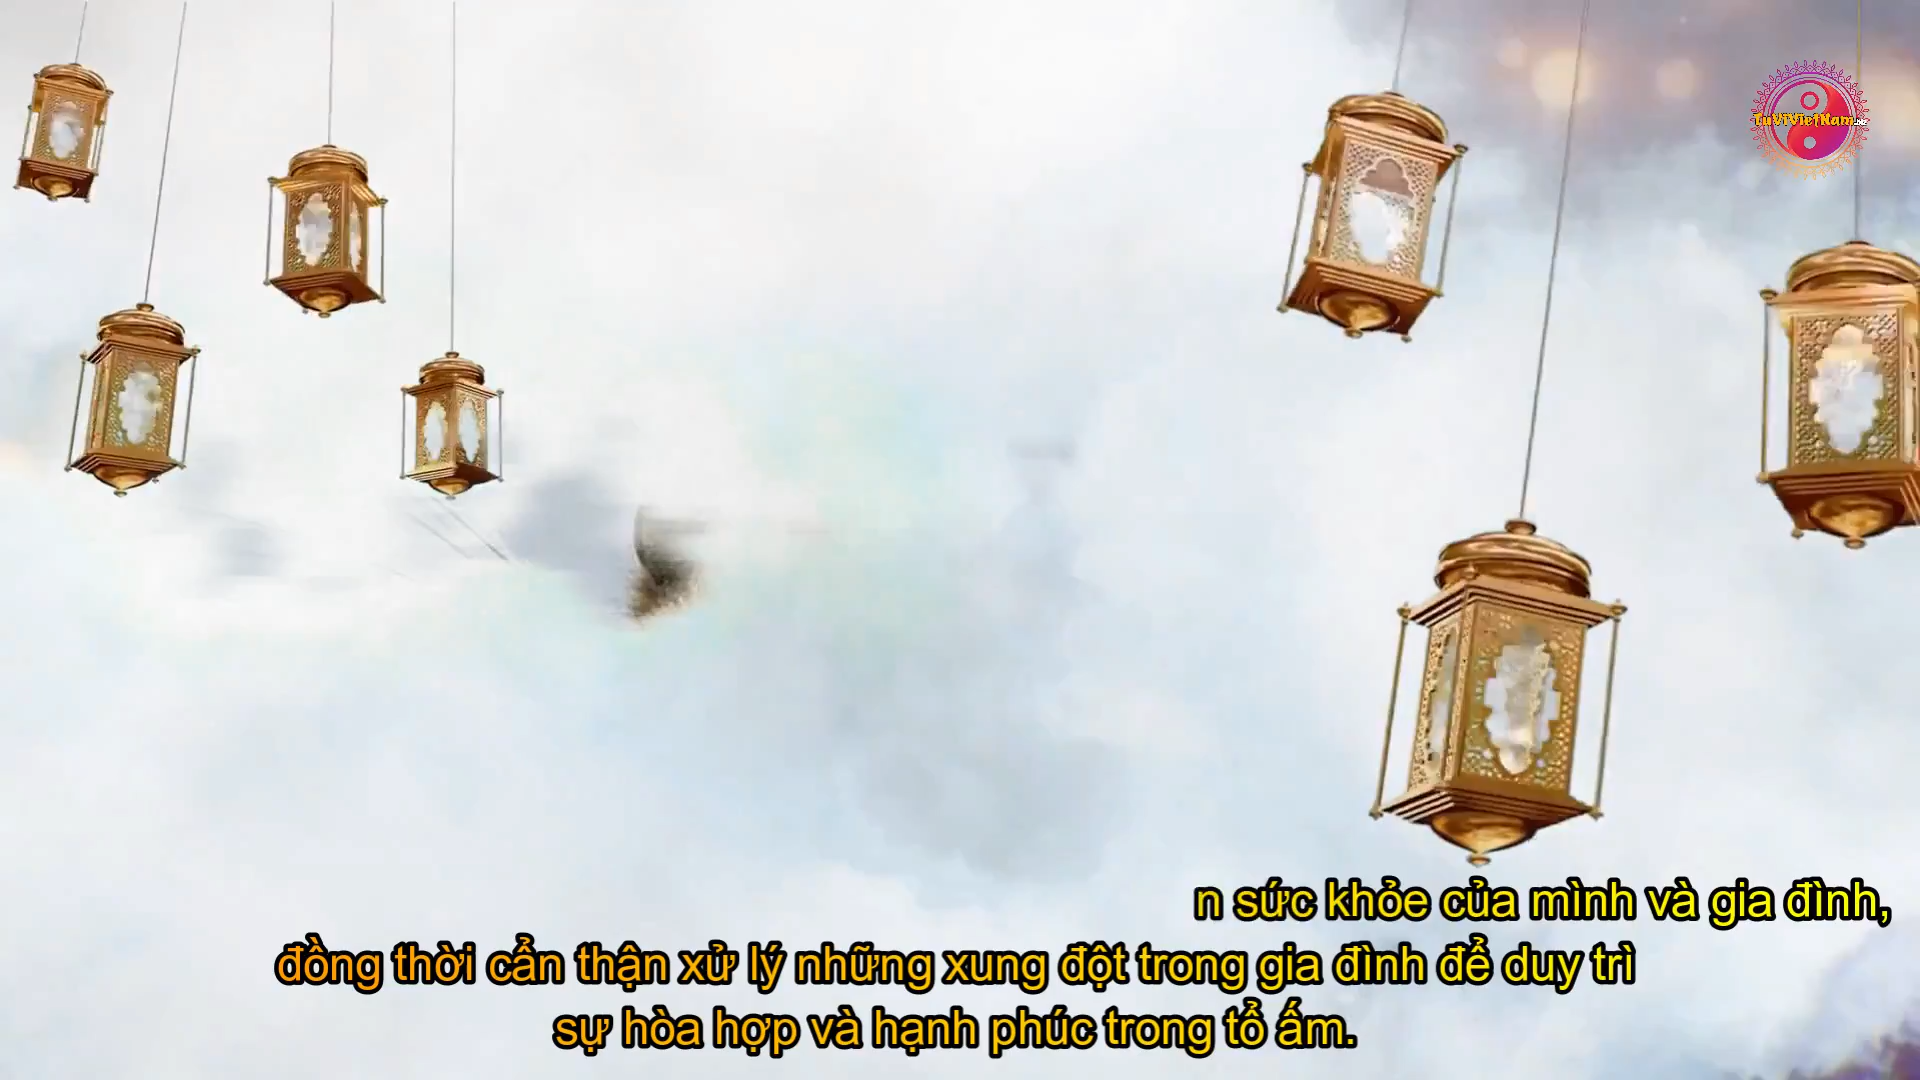 TuViVietNam
n sức khỏe của mình và gia đình,
đồng thời cẩn thận xử lý những xung đột trong gia đình để duy trì
sự hòa hợp và hạnh phúc trong tổ ấm.